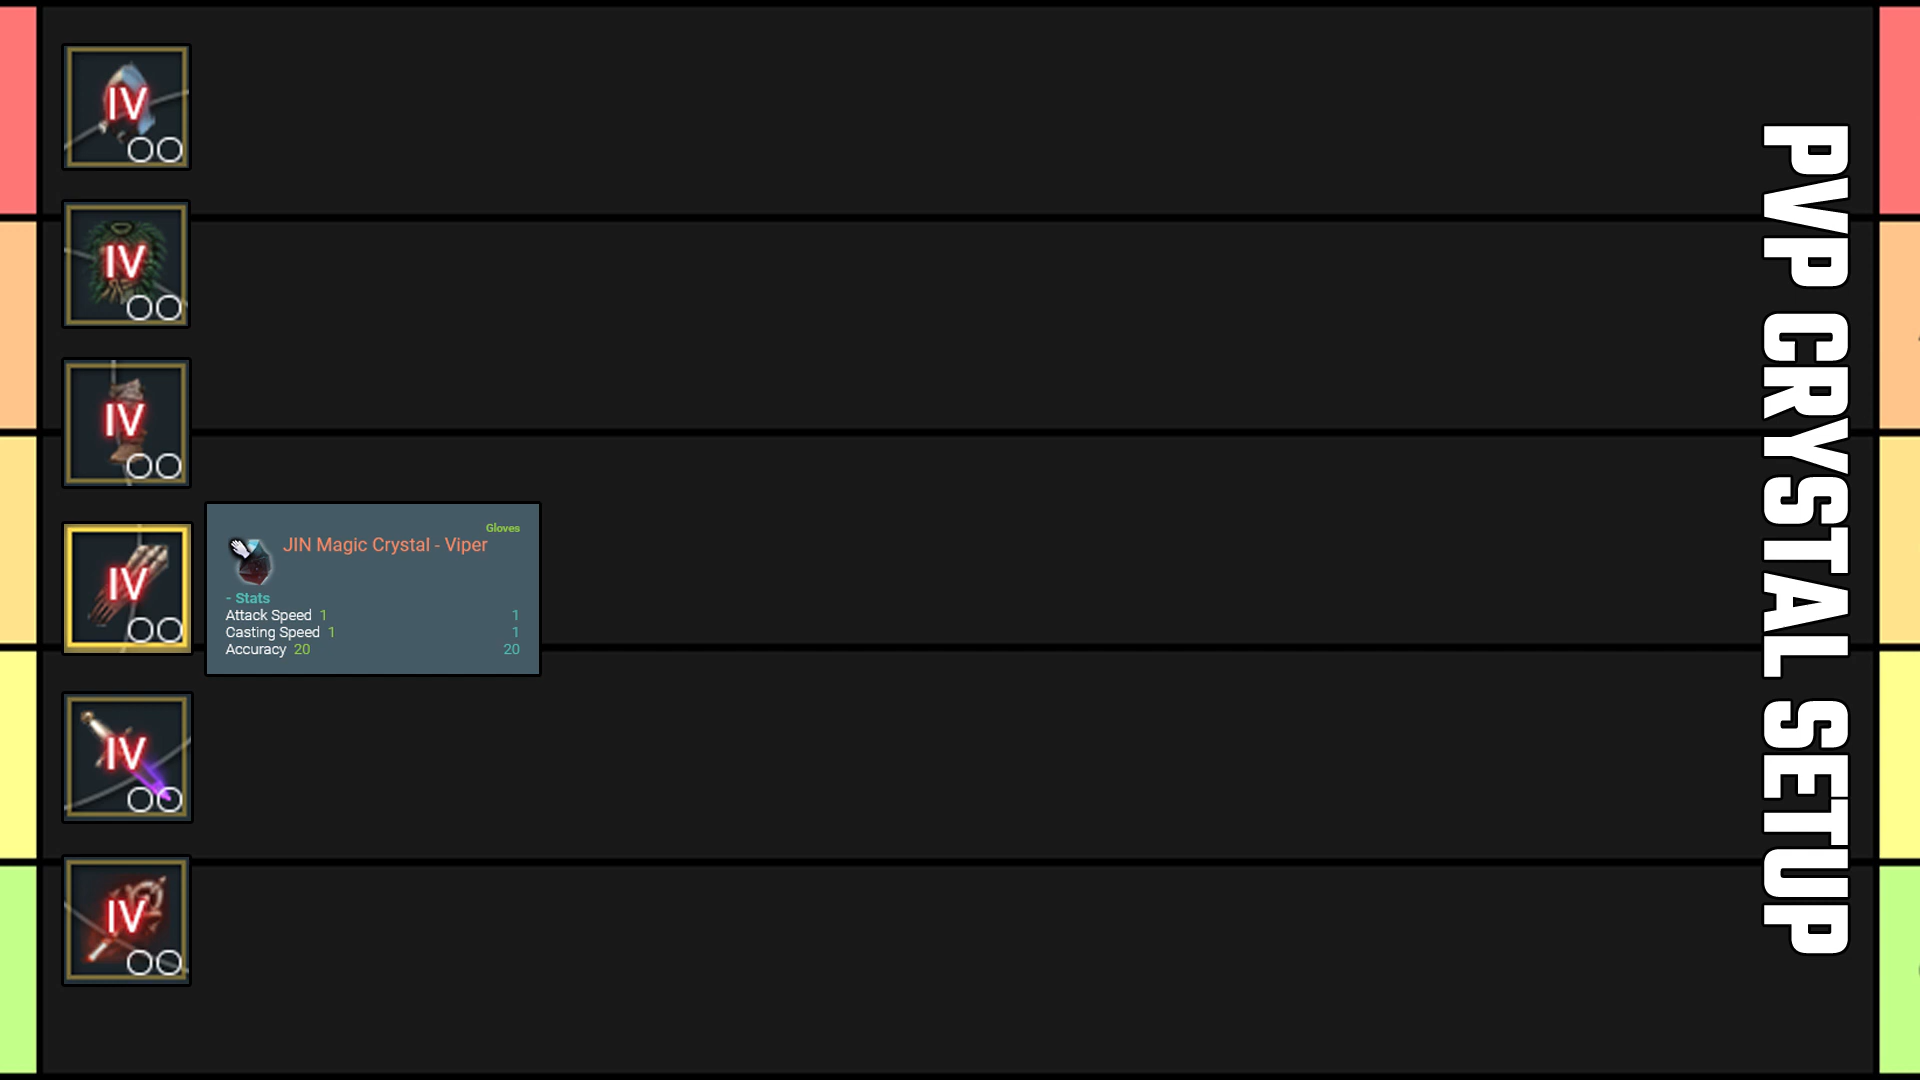 IV
IV
IV
IV
Gloves
JIN Magic Crystal - Viper
- Stats
Attack Speed 1 1
Casting Speed 1 1
Accuracy 20 20
IV
IV
PVP CRYSTAL SETUP